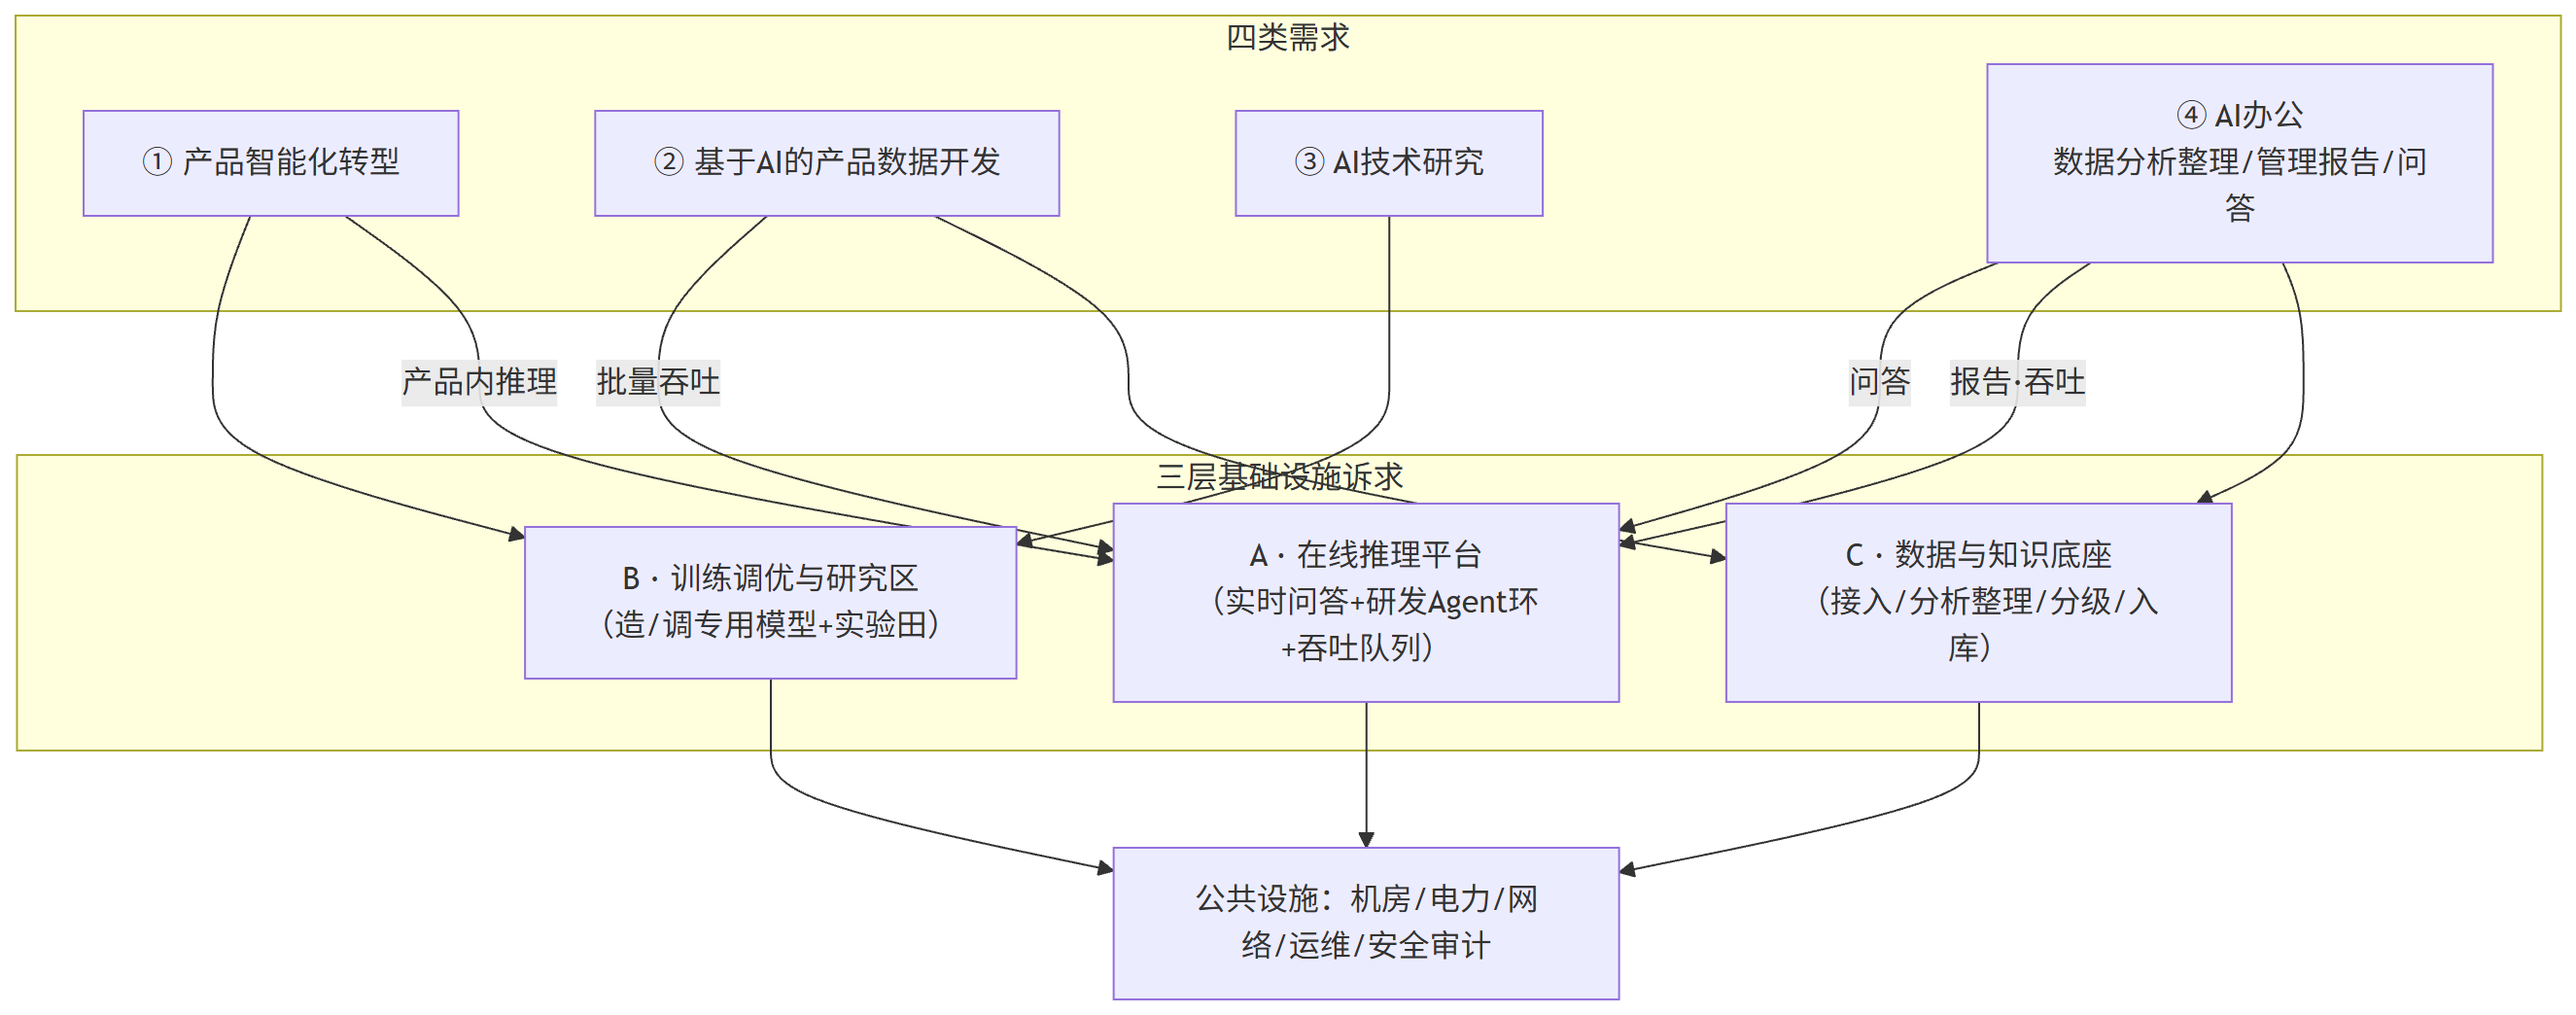 四类需求
① 产品智能化转型
② 基于AI的产品数据开发
③ AI技术研究
④ AI办公
数据分析整理/管理报告/问
答
产品内推理
批量吞吐
问答
报告·吞吐
三层基础设施诉求
B · 训练调优与研究区
（造/调专用模型+实验田）
A · 在线推理平台
（实时问答+研发Agent环
+吞吐队列）
C · 数据与知识底座
（接入/分析整理/分级/入
库）
公共设施：机房/电力/网
络/运维/安全审计